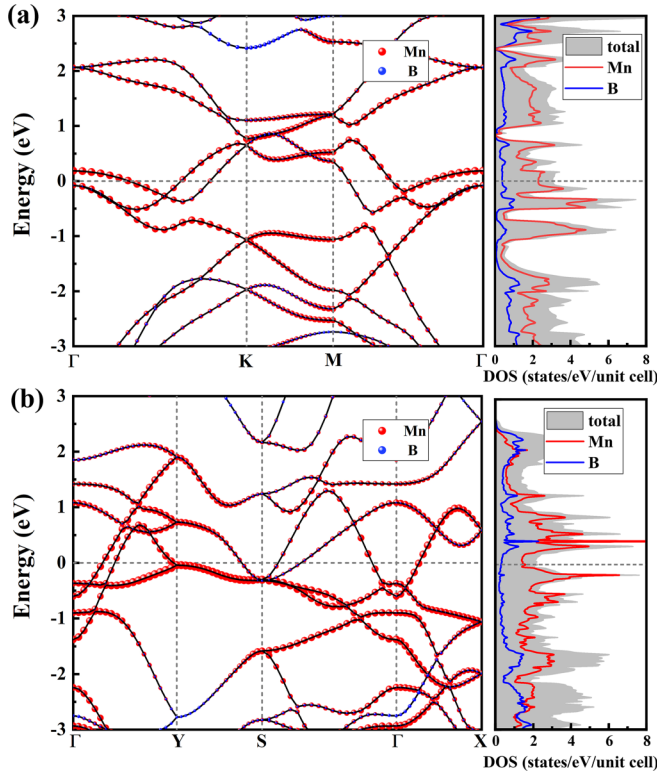 (a)
Energy (eV)
3
2
1
0
-1
-2
-3
Γ K M Γ
Mn
B
total
Mn
B
0 2 4 6 8
DOS (states/eV/unit cell)
(b)
Energy (eV)
3
2
1
0
-1
-2
-3
Γ Y S Γ X
Mn
B
total
Mn
B
0 2 4 6 8
DOS (states/eV/unit cell)